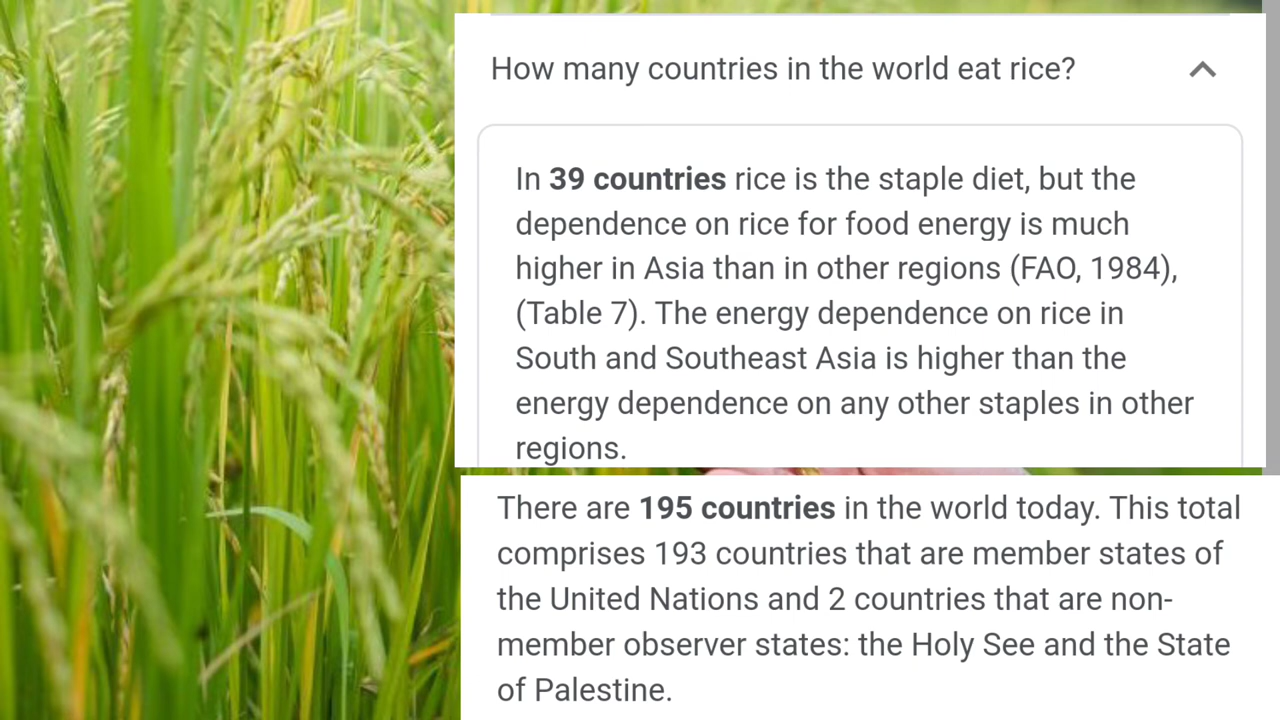 How many countries in the world eat rice?
In 39 countries rice is the staple diet, but the
dependence on rice for food energy is much
higher in Asia than in other regions (FAO, 1984),
(Table 7). The energy dependence on rice in
South and Southeast Asia is higher than the
energy dependence on any other staples in other
regions.
There are 195 countries in the world today. This total
comprises 193 countries that are member states of
the United Nations and 2 countries that are non-
member observer states: the Holy See and the State
of Palestine.